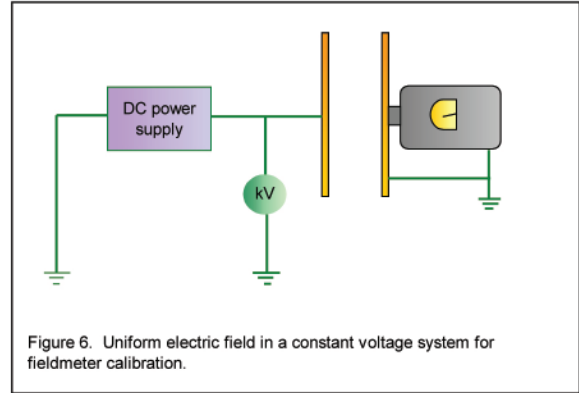 DC power
supply
kV
Figure 6.  Uniform electric field in a constant voltage system for
fieldmeter calibration.